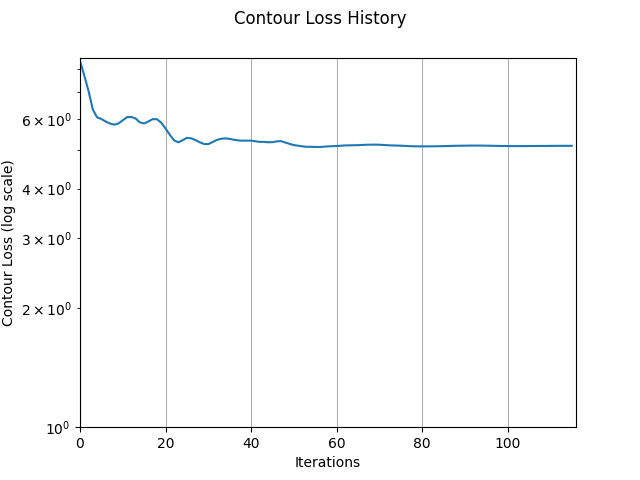 Contour Loss History
Contour Loss (log scale)
6 × 10⁰
4 × 10⁰
3 × 10⁰
2 × 10⁰
10⁰
0 20 40 60 80 100
Iterations